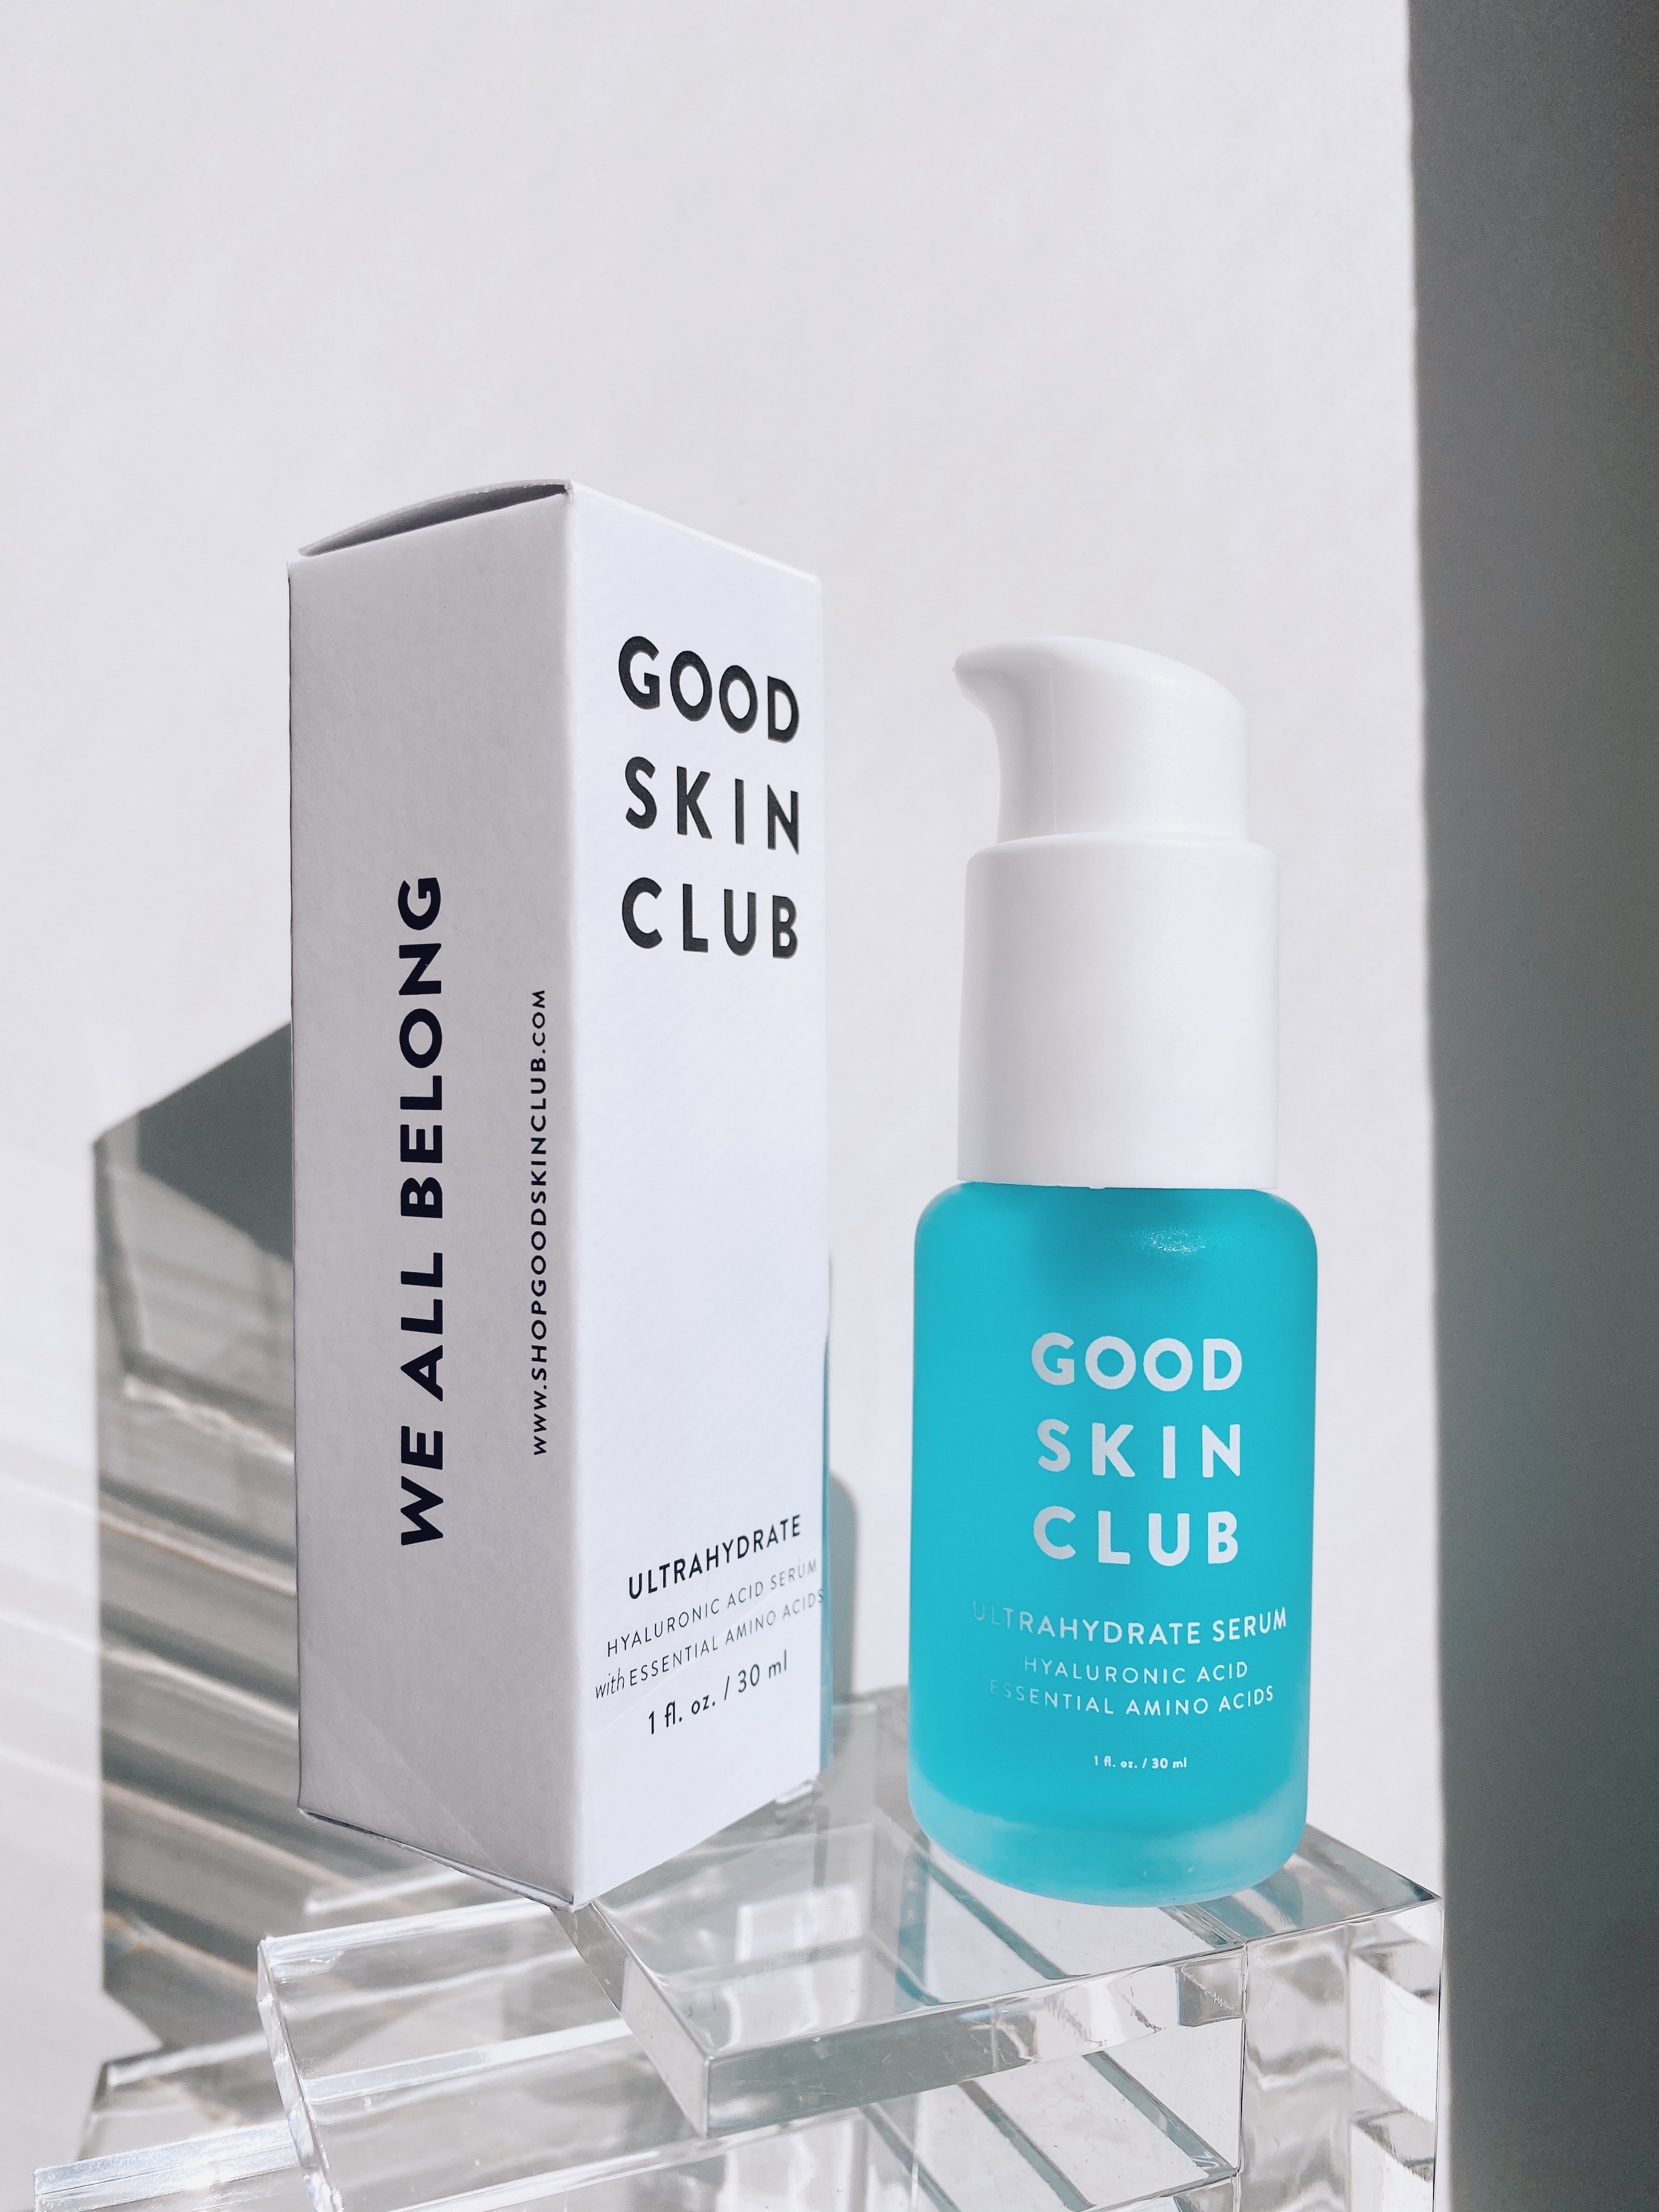 WE ALL BELONG
WWW.SHOPGOODSKINCLUB.COM
GOOD
SKIN
CLUB
ULTRAHYDRATE
HYALURONIC ACID SERUM
with ESSENTIAL AMINO ACIDS
1 fl. oz. / 30 ml
GOOD
SKIN
CLUB
ULTRAHYDRATE SERUM
HYALURONIC ACID
ESSENTIAL AMINO ACIDS
1 fl. oz. / 30 ml